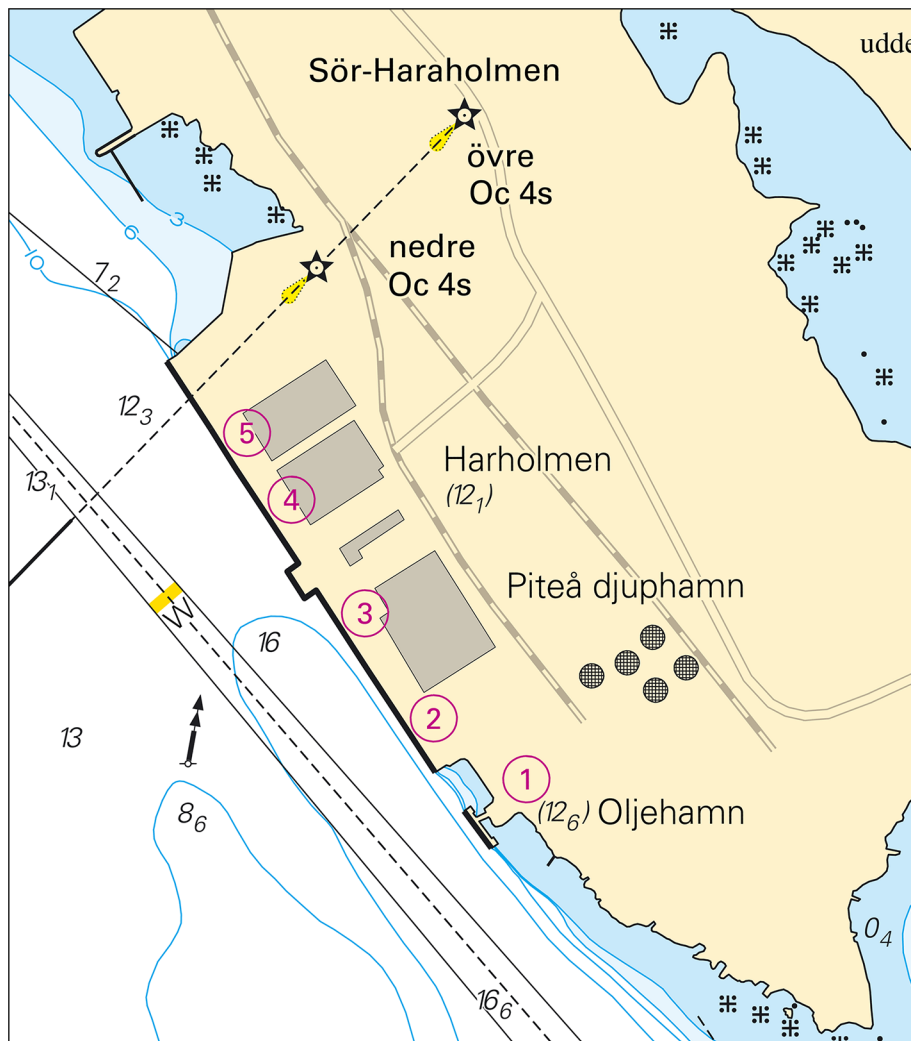 udde
Sör-Haraholmen
övre
Oc 4s
nedre
Oc 4s
3
6
10
7₂
12₃
5
13₁
4
Harholmen
(12₁)
3
Piteå djuphamn
W
16
2
13
1
8₆
(12₆) Oljehamn
0₄
16₆